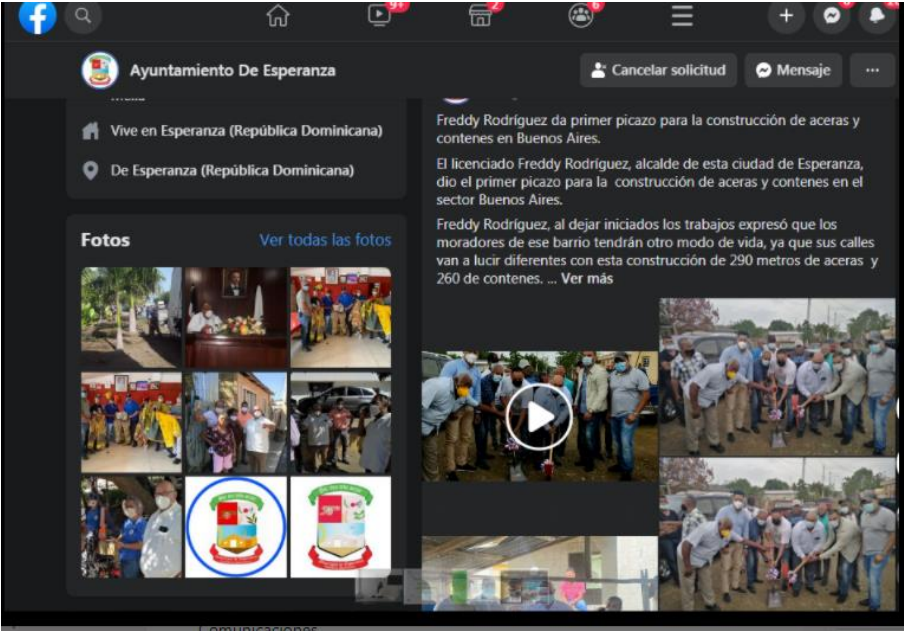 9+
2
6
Ayuntamiento De Esperanza
Cancelar solicitud
Mensaje
Vive en Esperanza (República Dominicana)
De Esperanza (República Dominicana)
Fotos
Ver todas las fotos
Freddy Rodríguez da primer picazo para la construcción de aceras y
contenes en Buenos Aires.
El licenciado Freddy Rodríguez, alcalde de esta ciudad de Esperanza,
dio el primer picazo para la construcción de aceras y contenes en el
sector Buenos Aires.
Freddy Rodríguez, al dejar iniciados los trabajos expresó que los
moradores de ese barrio tendrán otro modo de vida, ya que sus calles
van a lucir diferentes con esta construcción de 290 metros de aceras y
260 de contenes. ... Ver más
Comunicaciones